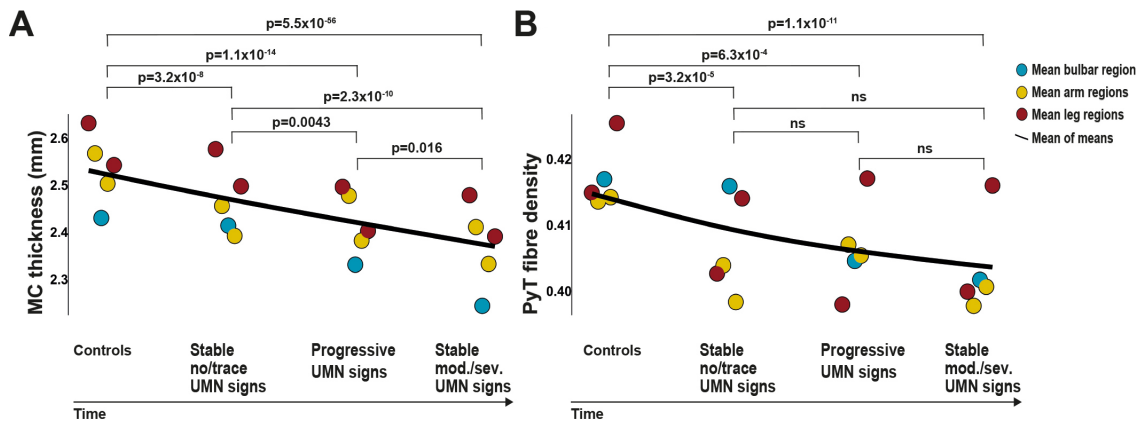 A
p=5.5x10⁻⁵⁶
p=1.1x10⁻¹⁴
p=3.2x10⁻⁸
p=2.3x10⁻¹⁰
p=0.0043
p=0.016
MC thickness (mm)
2.6
2.5
2.4
2.3
Controls
Stable
no/trace
UMN signs
Progressive
UMN signs
Stable
mod./sev.
UMN signs
Time
B
p=1.1x10⁻¹¹
p=6.3x10⁻⁴
p=3.2x10⁻⁵
ns
ns
ns
PyT fibre density
0.42
0.41
0.40
Controls
Stable
no/trace
UMN signs
Progressive
UMN signs
Stable
mod./sev.
UMN signs
Time
Mean bulbar region
Mean arm regions
Mean leg regions
Mean of means